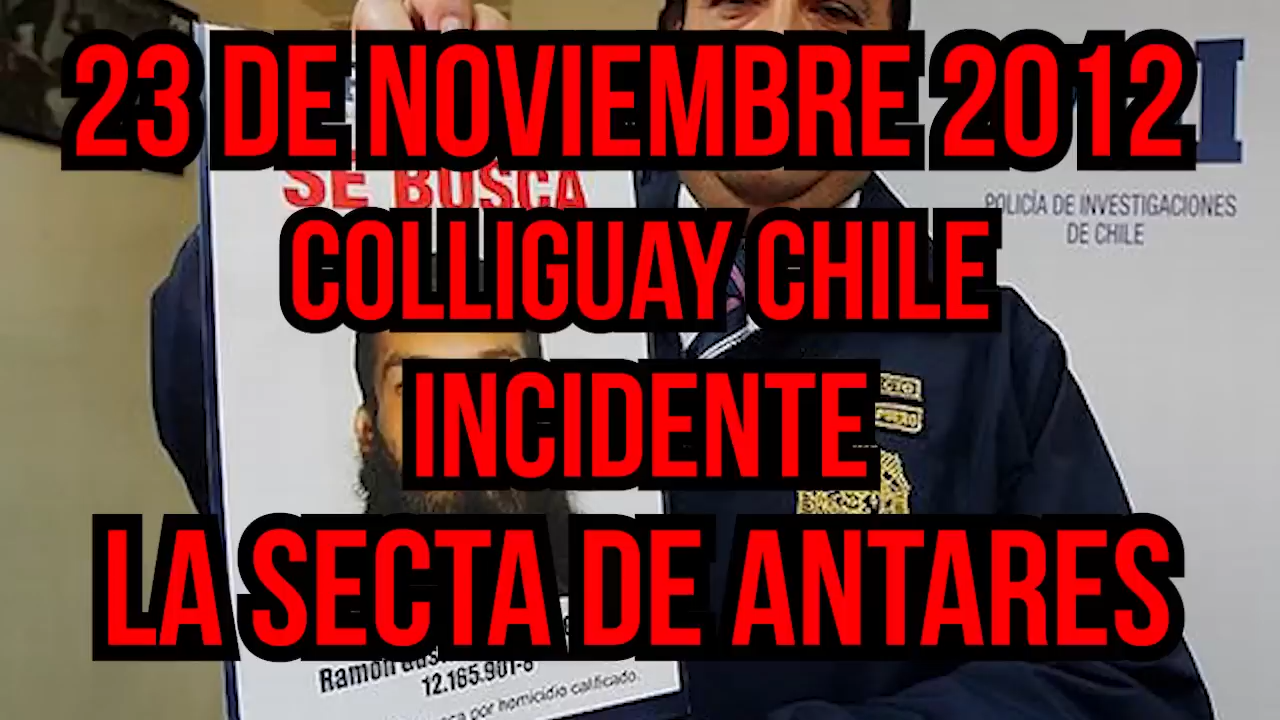 23 DE NOVIEMBRE 2012
SE BUSCA
POLICÍA DE INVESTIGACIONES
DE CHILE
COLLIGUAY CHILE
INCIDENTE
LA SECTA DE ANTARES
Ramón
12.165.901-8
por homicidio calificado.